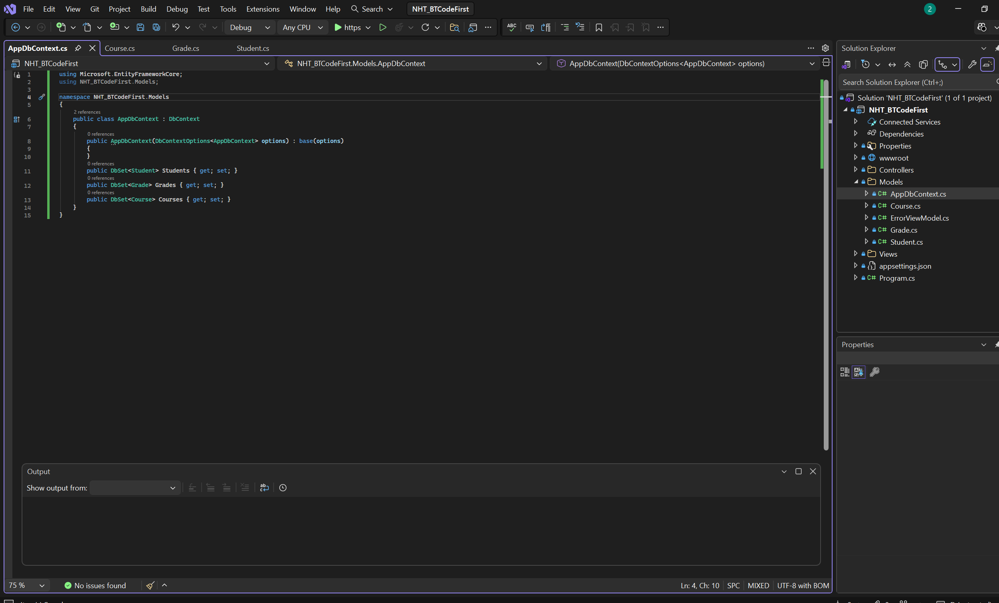 File Edit View Git Project Build Debug Test Tools Extensions Window Help Search NHT_BTCodeFirst 2
Debug Any CPU https
AppDbContext.cs Course.cs Grade.cs Student.cs
NHT_BTCodeFirst NHT_BTCodeFirst.Models.AppDbContext AppDbContext(DbContextOptions<AppDbContext> options)
1 using Microsoft.EntityFrameworkCore;
2 using NHT_BTCodeFirst.Models;
3
4 namespace NHT_BTCodeFirst.Models
5 {
2 references
6 public class AppDbContext : DbContext
7 {
0 references
8 public AppDbContext(DbContextOptions<AppDbContext> options) : base(options)
9 {
10 }
0 references
11 public DbSet<Student> Students { get; set; }
0 references
12 public DbSet<Grade> Grades { get; set; }
0 references
13 public DbSet<Course> Courses { get; set; }
14 }
15 }
Output
Show output from:
75 % No issues found Ln: 4, Ch: 10 SPC MIXED UTF-8 with BOM
Solution Explorer
Search Solution Explorer (Ctrl+;)
Solution 'NHT_BTCodeFirst' (1 of 1 project)
NHT_BTCodeFirst
Connected Services
Dependencies
Properties
wwwroot
Controllers
Models
C# AppDbContext.cs
C# Course.cs
C# ErrorViewModel.cs
C# Grade.cs
C# Student.cs
Views
appsettings.json
C# Program.cs
Properties